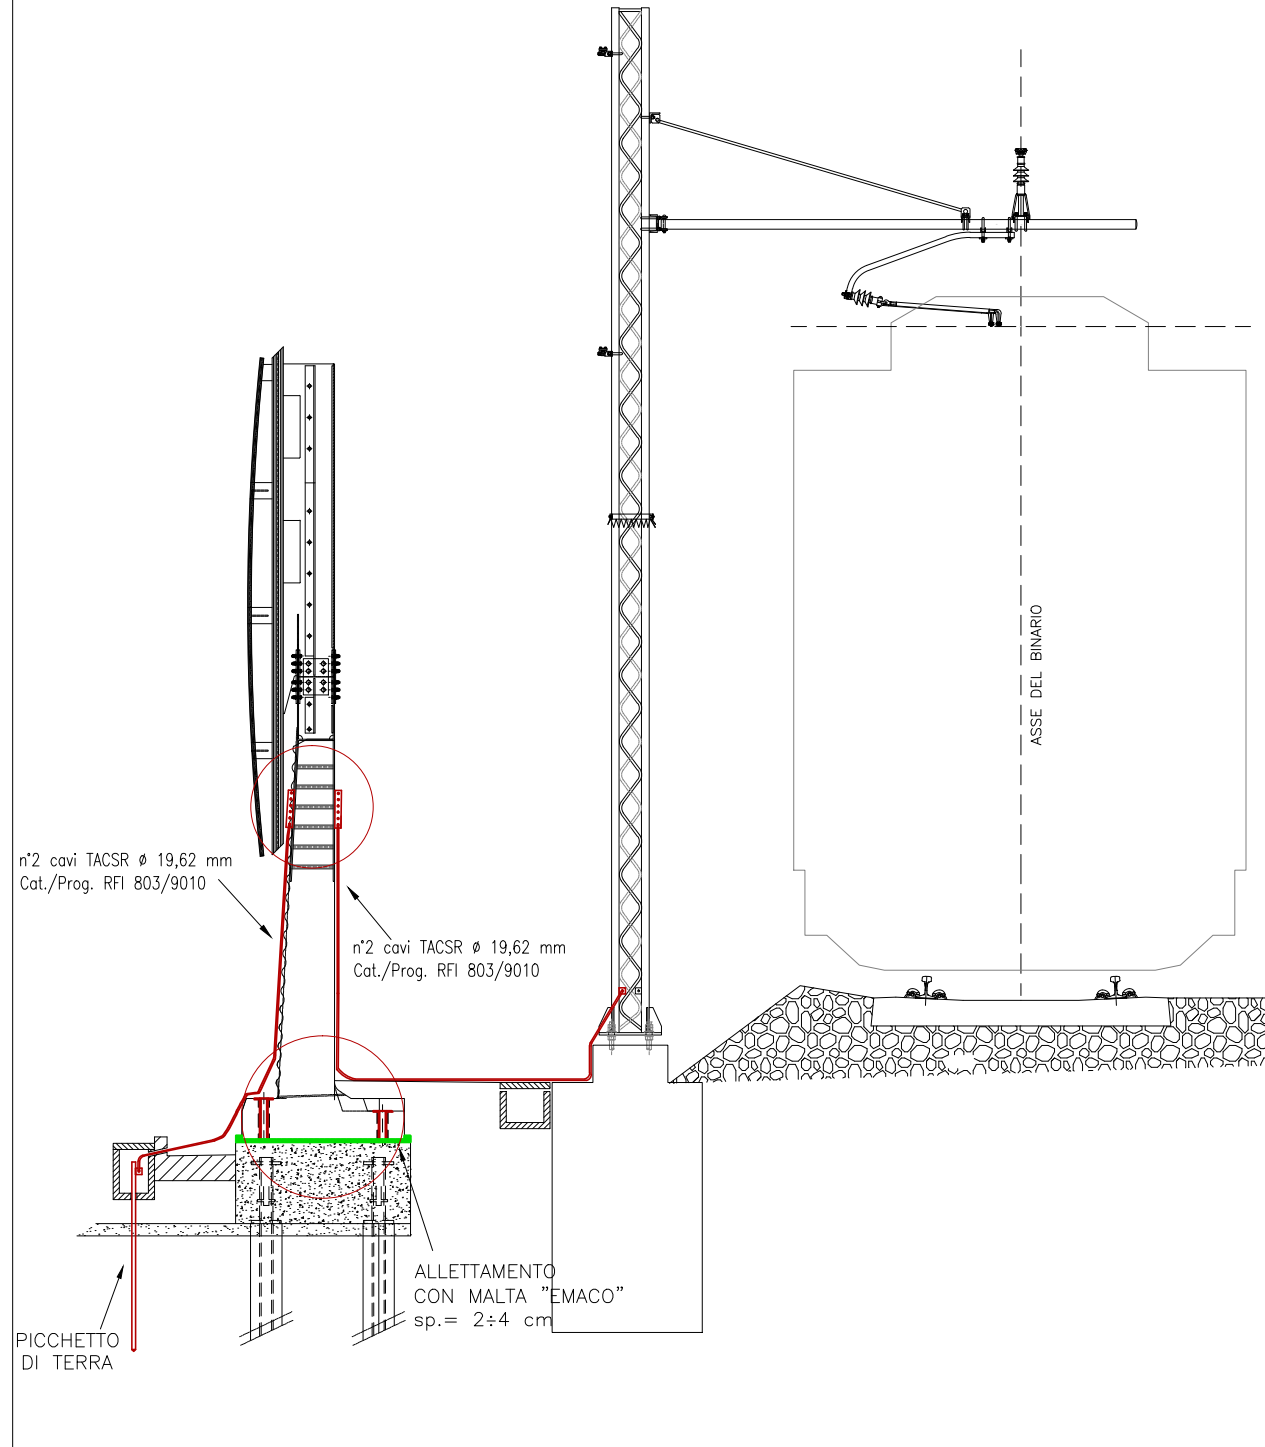 ASSE DEL BINARIO
n°2 cavi TACSR ø 19,62 mm
Cat./Prog. RFI 803/9010
n°2 cavi TACSR ø 19,62 mm
Cat./Prog. RFI 803/9010
ALLETTAMENTO
CON MALTA "EMACO"
sp.= 2÷4 cm
PICCHETTO
DI TERRA